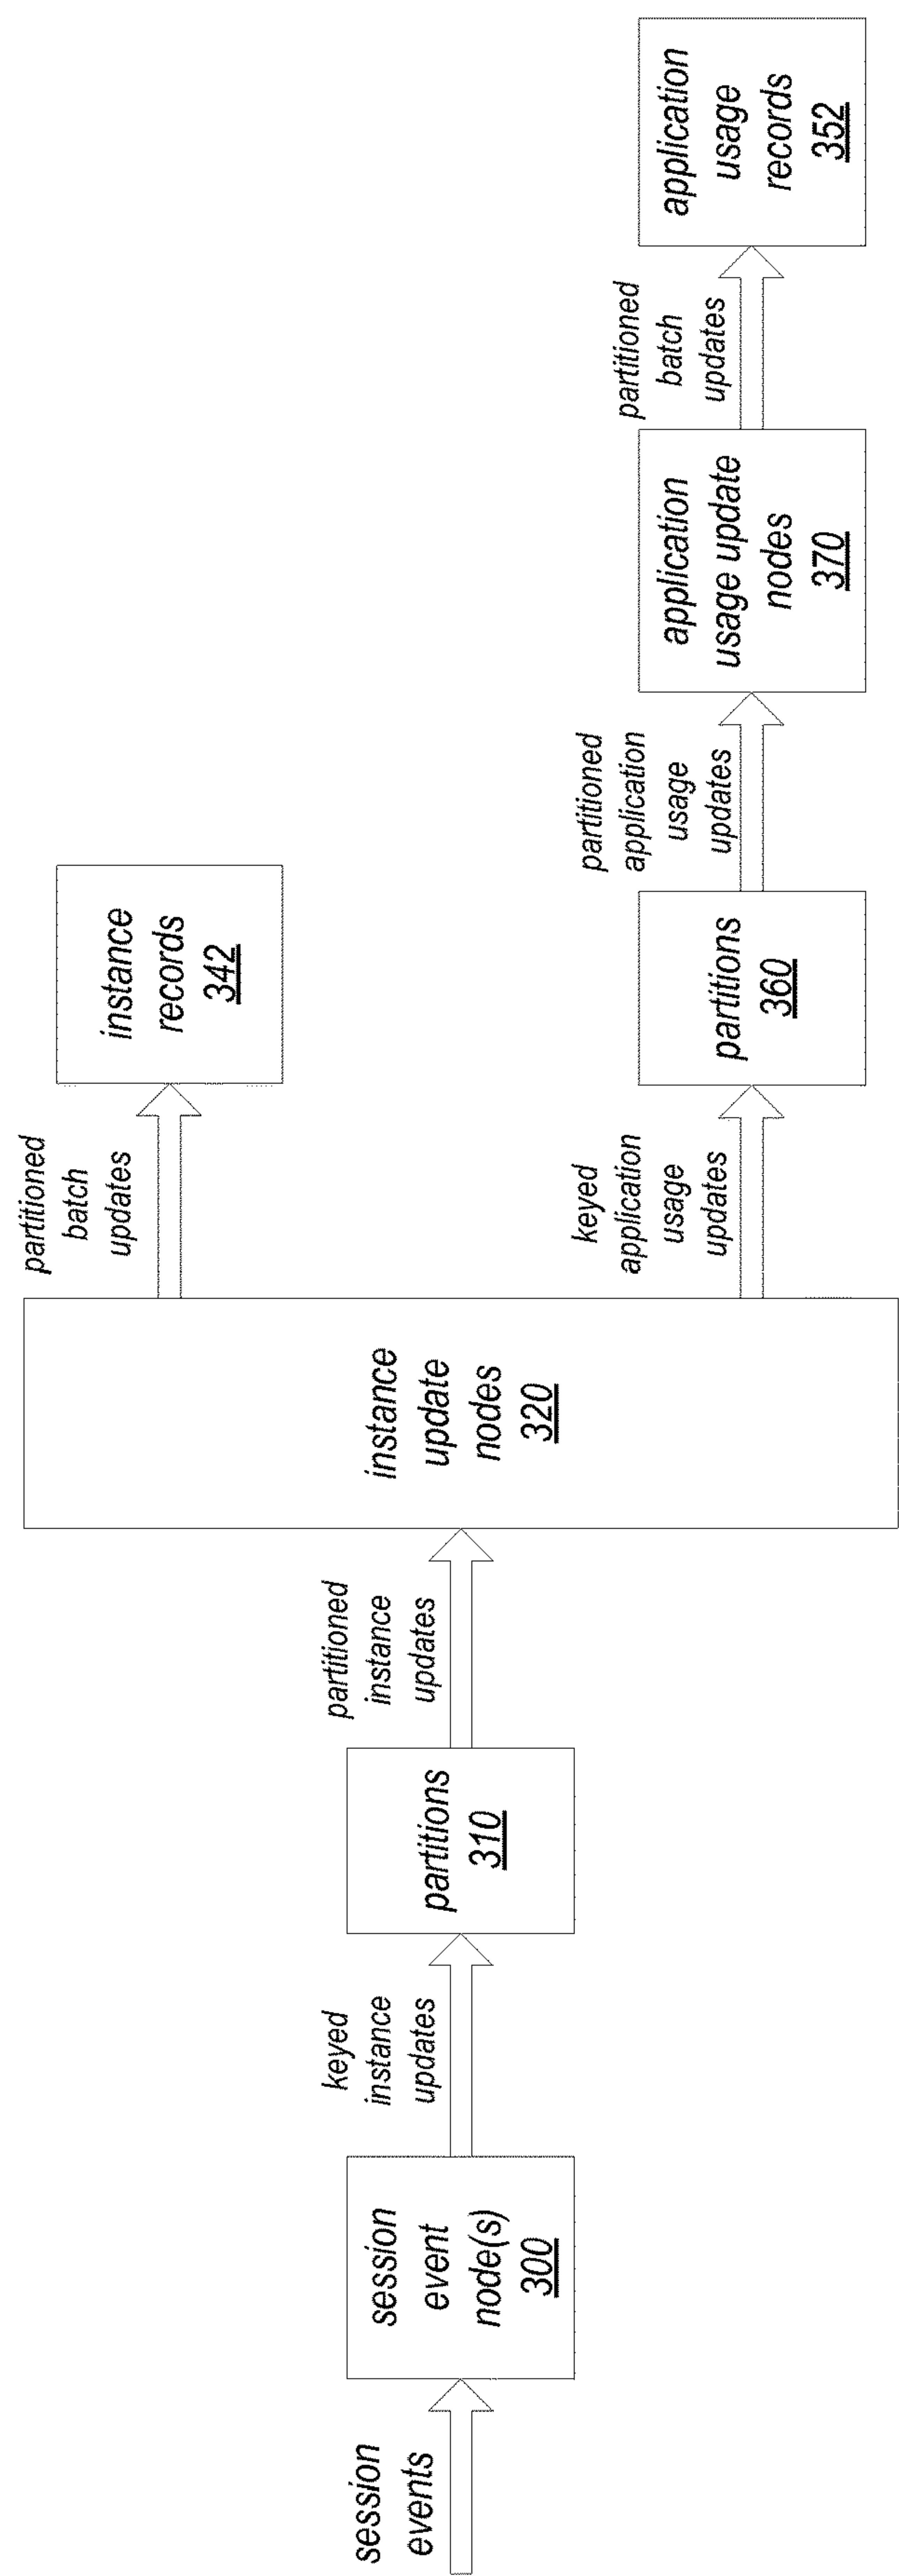 session
events
session
event
node(s)
300
keyed
instance
updates
partitions
310
partitioned
instance
updates
instance
update
nodes
320
partitioned
batch
updates
instance
records
342
keyed
application
usage
updates
partitions
360
partitioned
application
usage
updates
application
usage update
nodes
370
partitioned
batch
updates
application
usage
records
352